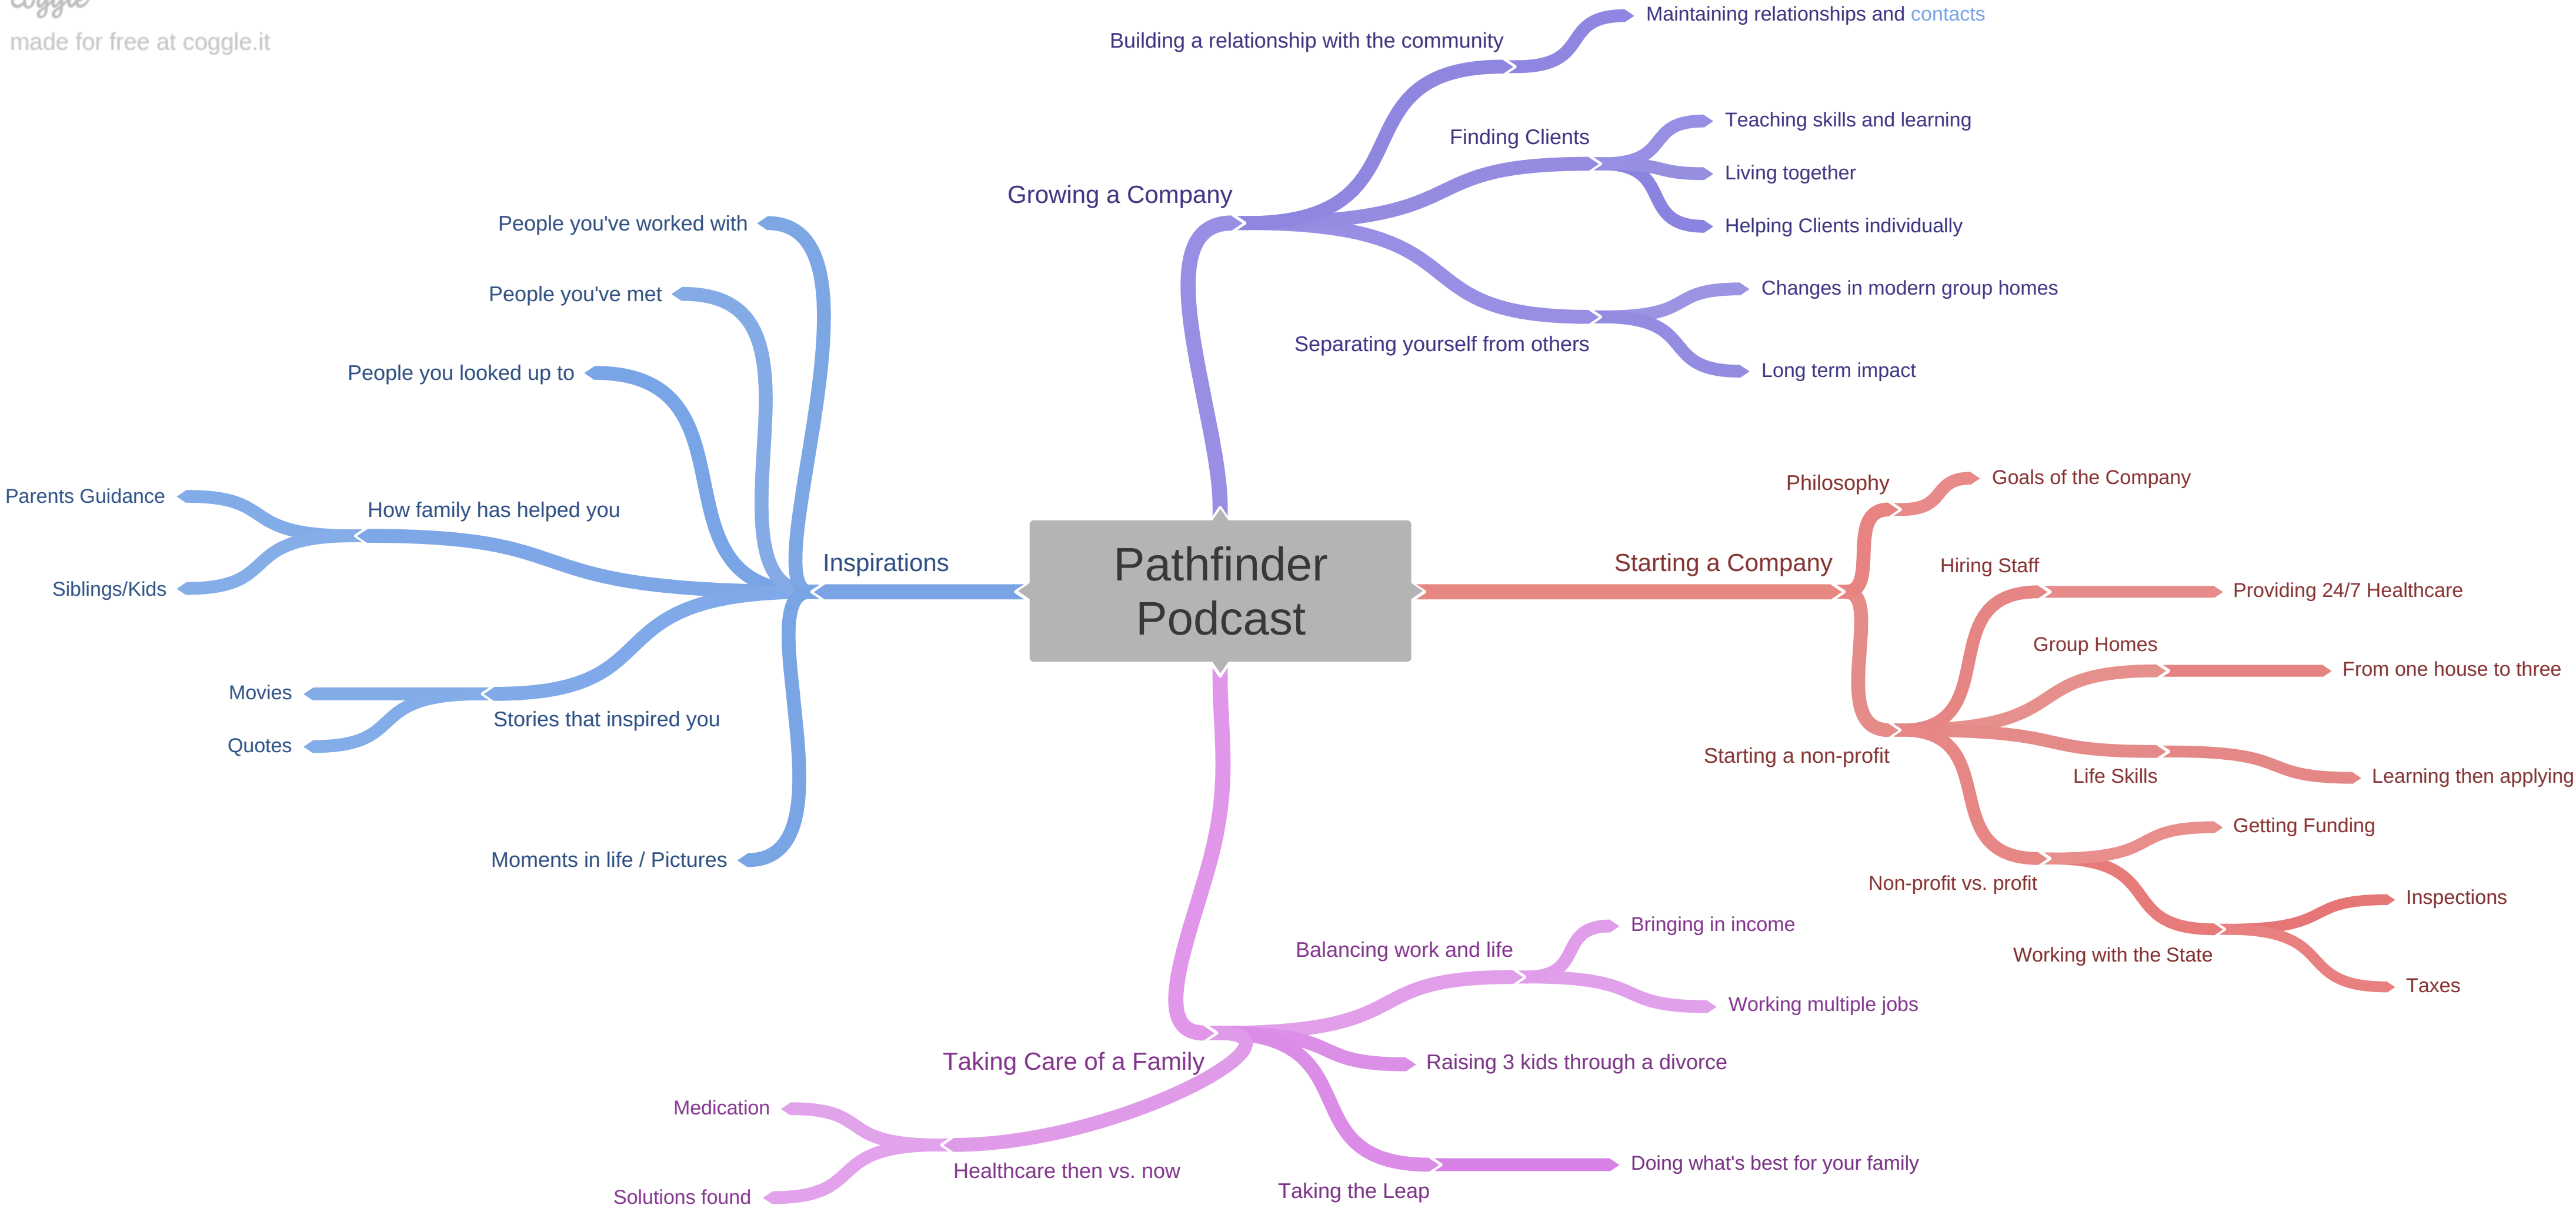 made for free at coggle.it
Pathfinder
Podcast
Growing a Company
Building a relationship with the community
Maintaining relationships and contacts
Finding Clients
Teaching skills and learning
Living together
Helping Clients individually
Separating yourself from others
Changes in modern group homes
Long term impact
Starting a Company
Philosophy
Goals of the Company
Starting a non-profit
Hiring Staff
Providing 24/7 Healthcare
Group Homes
From one house to three
Life Skills
Learning then applying
Non-profit vs. profit
Getting Funding
Working with the State
Inspections
Taxes
Taking Care of a Family
Balancing work and life
Bringing in income
Working multiple jobs
Raising 3 kids through a divorce
Taking the Leap
Doing what's best for your family
Healthcare then vs. now
Medication
Solutions found
Inspirations
People you've worked with
People you've met
People you looked up to
How family has helped you
Parents Guidance
Siblings/Kids
Stories that inspired you
Movies
Quotes
Moments in life / Pictures